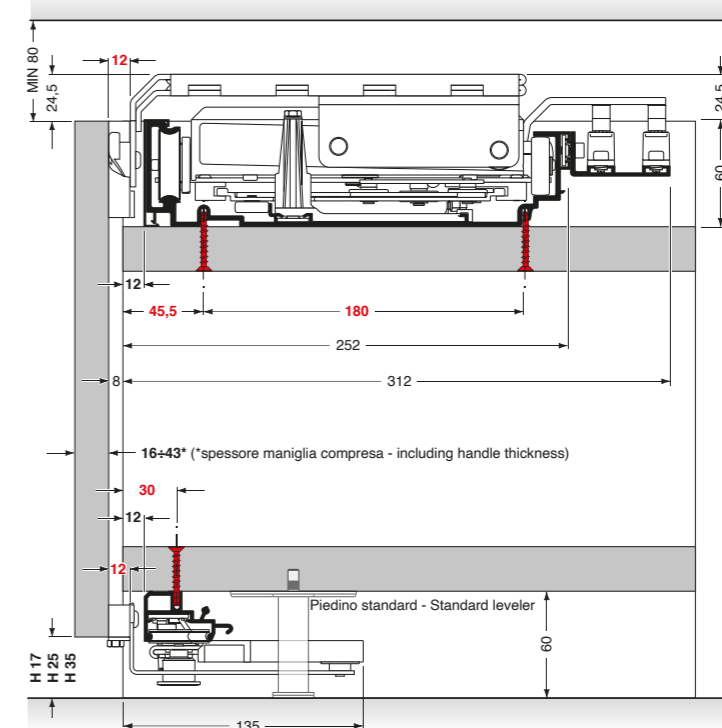 MIN 80
24,5
12
24,5
60
12
45,5
180
252
8
312
16÷43* (*spessore maniglia compresa - including handle thickness)
30
12
12
Piedino standard - Standard leveler
H 17
H 25
H 35
60
135